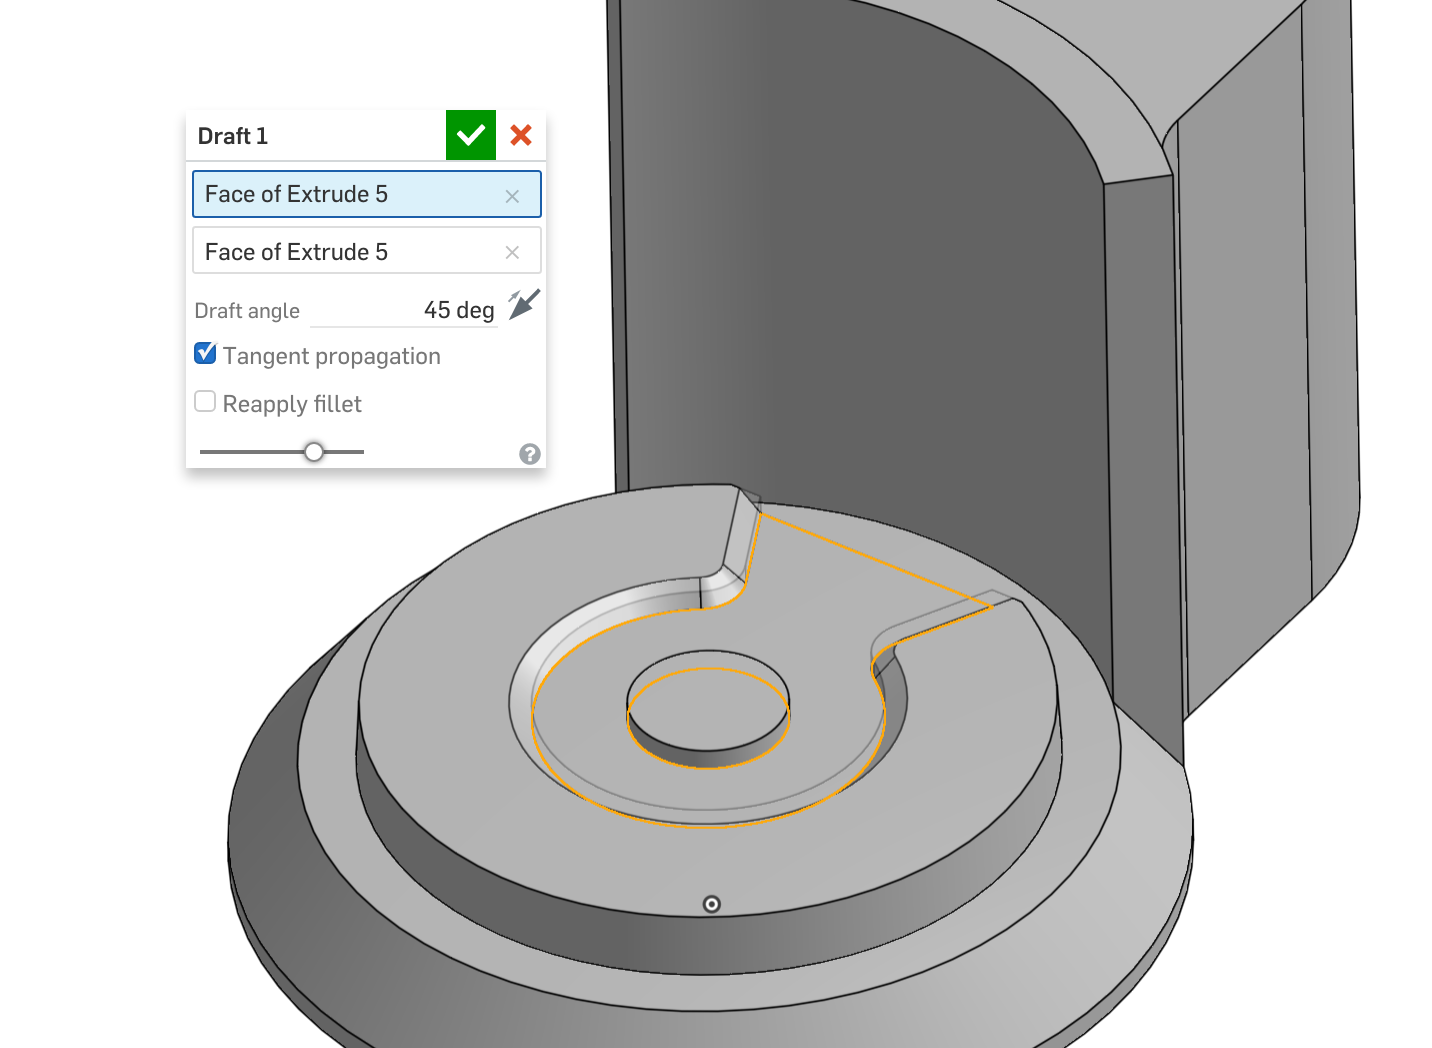 Draft 1
Face of Extrude 5
Face of Extrude 5
Draft angle 45 deg
Tangent propagation
Reapply fillet
?